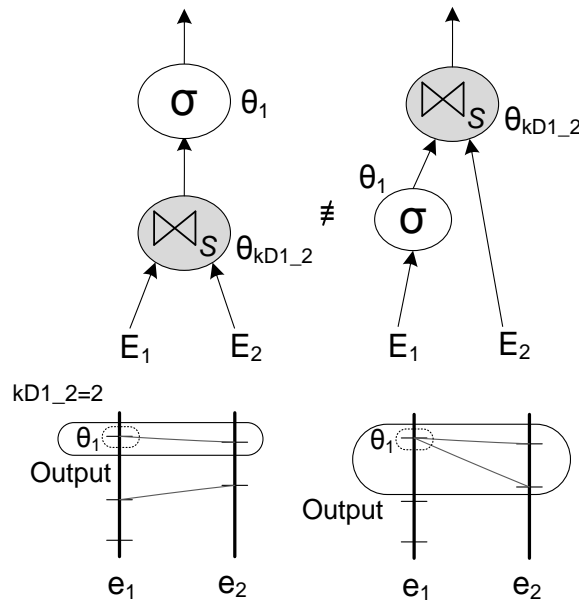 σ θ₁
⋈S θkD1_2
E₁ E₂
≢
⋈S θkD1_2
θ₁
σ
E₁ E₂
kD1_2=2
θ₁
Output
e₁ e₂
θ₁
Output
e₁ e₂